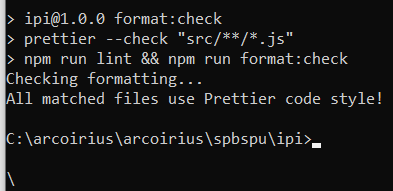 > ipi@1.0.0 format:check
> prettier --check "src/**/*.js"
> npm run lint && npm run format:check
Checking formatting...
All matched files use Prettier code style!
C:\arcoirius\arcoirius\spbspu\ipi>_
\